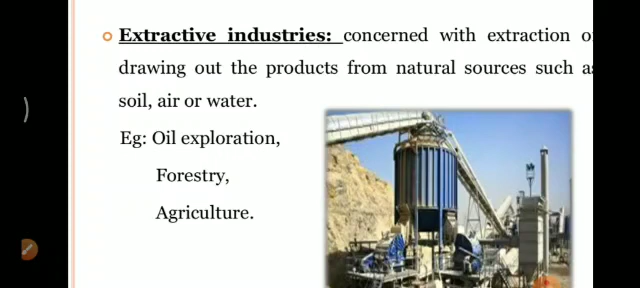 Extractive industries: concerned with extraction o
drawing out the products from natural sources such as
soil, air or water.
Eg: Oil exploration,
Forestry,
Agriculture.